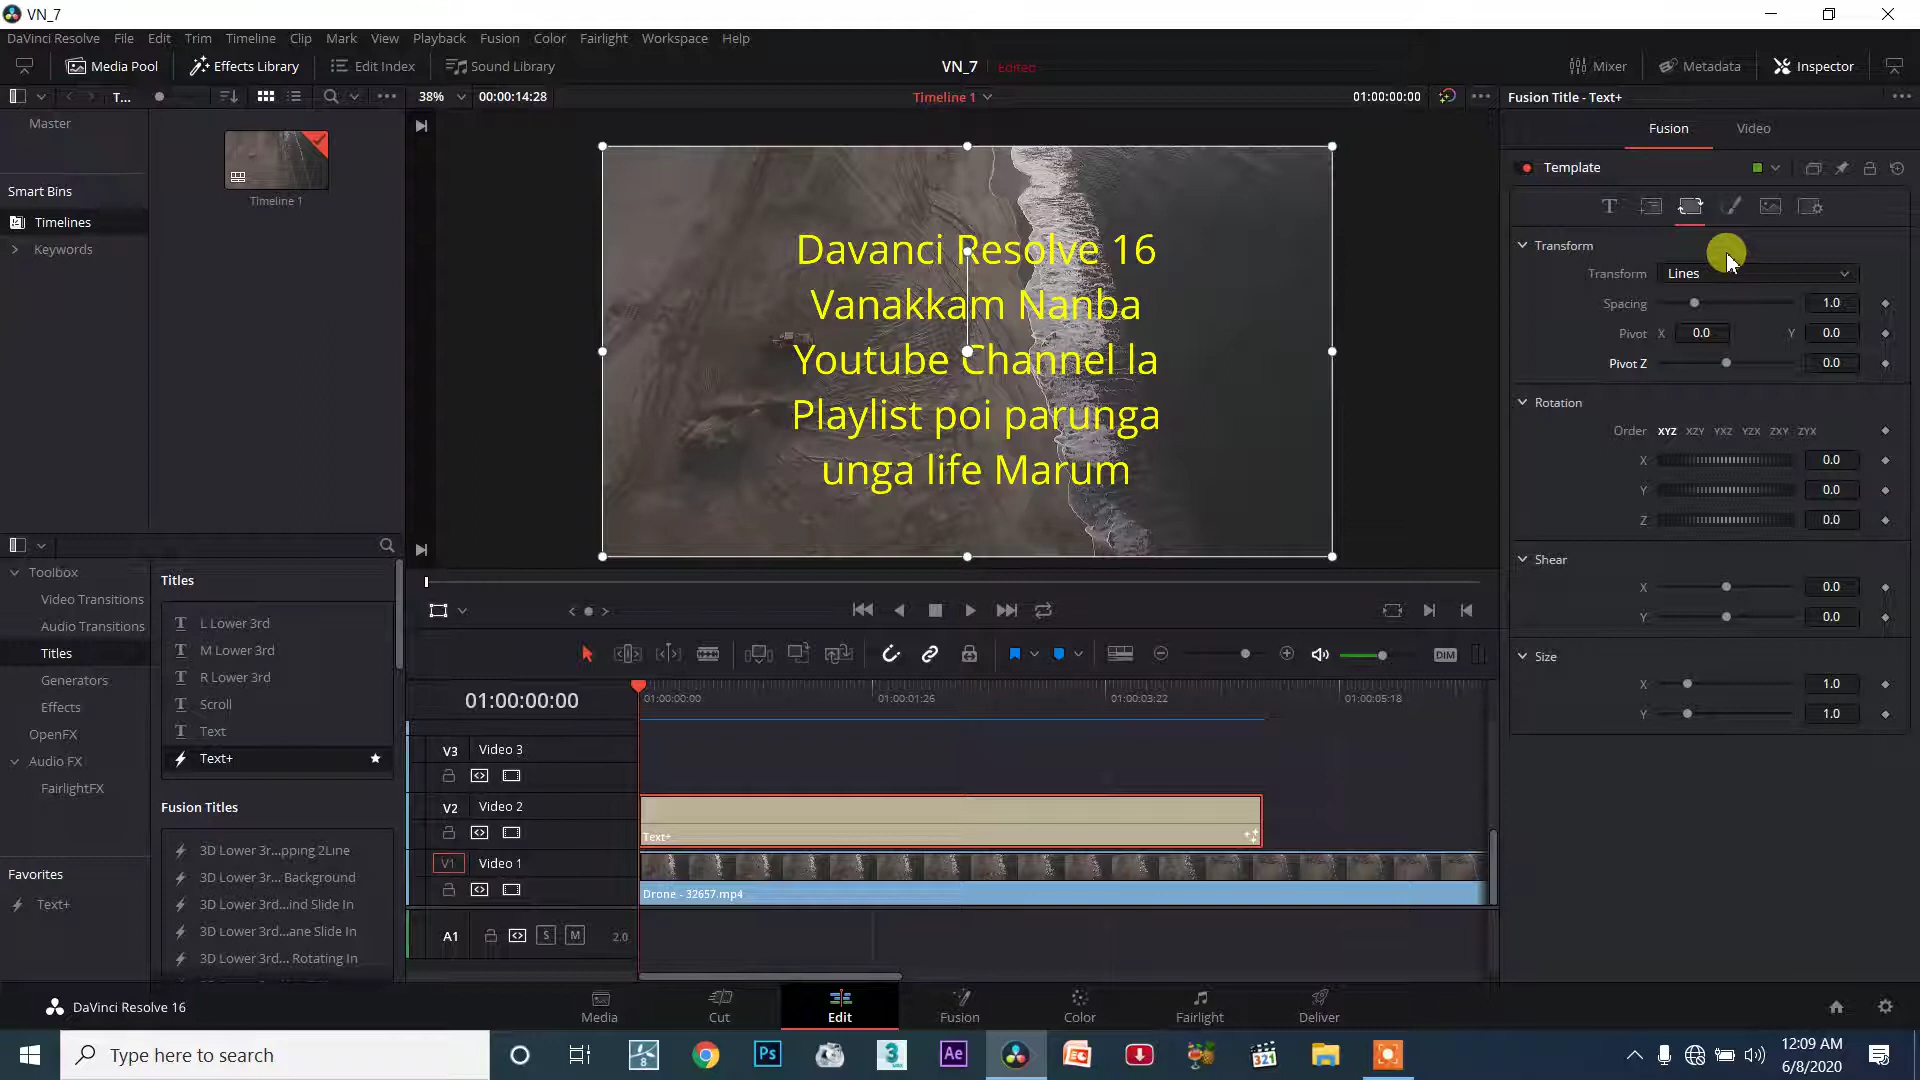 VN_7
DaVinci Resolve File Edit Trim Timeline Clip Mark View Playback Fusion Color Fairlight Workspace Help
Media Pool Effects Library Edit Index Sound Library VN_7 Edited Mixer Metadata Inspector
T... 38% 00:00:14:28 Timeline 1 01:00:00:00 Fusion Title - Text+
Master
Smart Bins
Timelines
Keywords
Timeline 1
Davanci Resolve 16
Vanakkam Nanba
Youtube Channel la
Playlist poi parunga
unga life Marum
Fusion Video
Template
Transform
Transform Lines
Spacing 1.0
Pivot X 0.0 Y 0.0
Pivot Z 0.0
Rotation
Order XYZ XZY YXZ YZX ZXY ZYX
X 0.0
Y 0.0
Z 0.0
Shear
X 0.0
Y 0.0
Size
X 1.0
Y 1.0
Toolbox
Video Transitions
Audio Transitions
Titles
Generators
Effects
OpenFX
Audio FX
FairlightFX
Favorites
Text+
Titles
L Lower 3rd
M Lower 3rd
R Lower 3rd
Scroll
Text
Text+
Fusion Titles
3D Lower 3r...pping 2Line
3D Lower 3r... Background
3D Lower 3rd...ind Slide In
3D Lower 3rd...ane Slide In
3D Lower 3rd... Rotating In
DIM
01:00:00:00 01:00:00:00 01:00:01:26 01:00:03:22 01:00:05:18
V3 Video 3
V2 Video 2
Text+
V1 Video 1
Drone - 32657.mp4
A1 S M 2.0
DaVinci Resolve 16 Media Cut Edit Fusion Color Fairlight Deliver
Type here to search 8 Ps 3 Ae 321 12:09 AM
6/8/2020